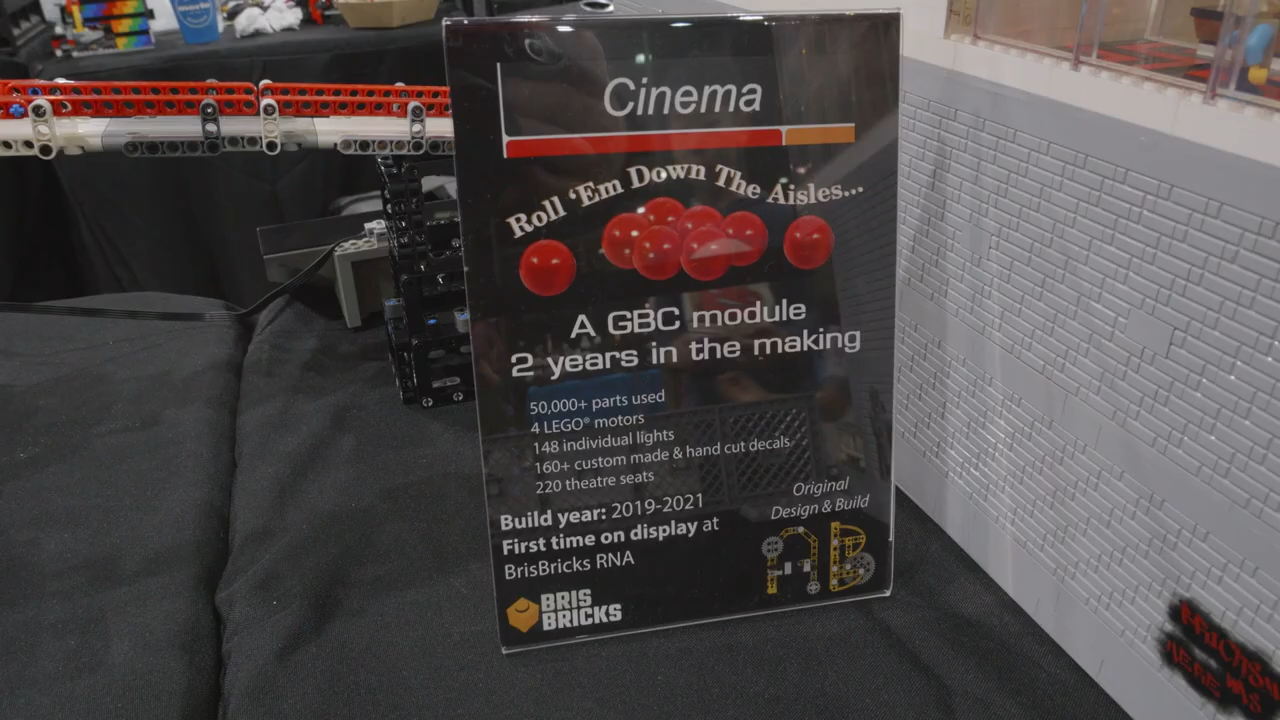 Cinema
Roll ‘Em Down The Aisles...
A GBC module
2 years in the making
50,000+ parts used
4 LEGO® motors
148 individual lights
160+ custom made & hand cut decals
220 theatre seats
Build year: 2019-2021
First time on display at
BrisBricks RNA
Original
Design & Build
AB
BRIS
BRICKS